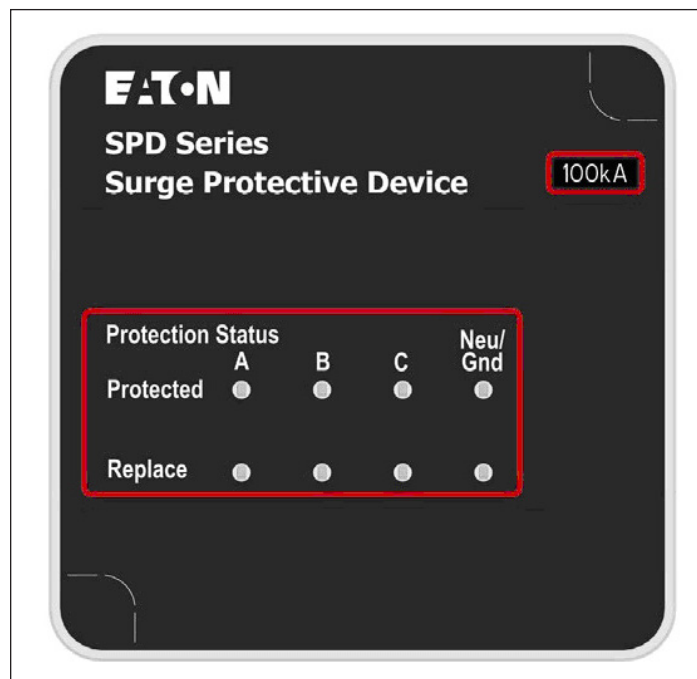 EATON
SPD Series
Surge Protective Device
100kA
Protection Status
A B C Neu/
Gnd
Protected
Replace